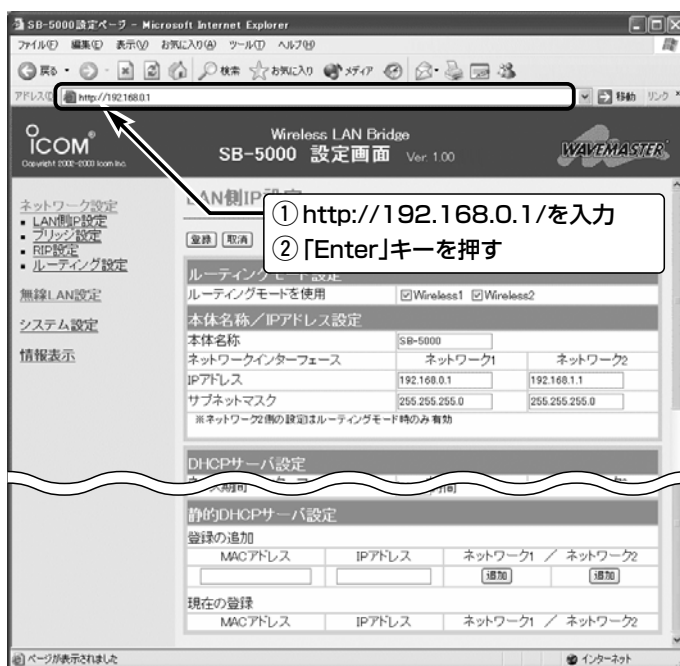 SB-5000設定ページ - Microsoft Internet Explorer
ファイル(F) 編集(E) 表示(V) お気に入り(A) ツール(T) ヘルプ(H)
戻る 検索 お気に入り メディア
アドレス(D) http://192.168.0.1 移動 リンク
ICOM®
Copyright 2002-2003 Icom Inc.
Wireless LAN Bridge
SB-5000 設定画面 Ver. 1.00
WAVEMASTER
ネットワーク設定
LAN側IP設定
ブリッジ設定
RIP設定
ルーティング設定
無線LAN設定
システム設定
情報表示
LAN側IP設定
① http://192.168.0.1/を入力
② 「Enter」キーを押す
登録 取消
ルーティングモード設定
ルーティングモードを使用 Wireless1 Wireless2
本体名称／IPアドレス設定
本体名称 SB-5000
ネットワークインターフェース ネットワーク1 ネットワーク2
IPアドレス 192.168.0.1 192.168.1.1
サブネットマスク 255.255.255.0 255.255.255.0
※ネットワーク2側の設定はルーティングモード時のみ有効
DHCPサーバ設定
静的DHCPサーバ設定
登録の追加
MACアドレス IPアドレス ネットワーク1 ／ ネットワーク2
追加 追加
現在の登録
MACアドレス IPアドレス ネットワーク1 ／ ネットワーク2
ページが表示されました インターネット